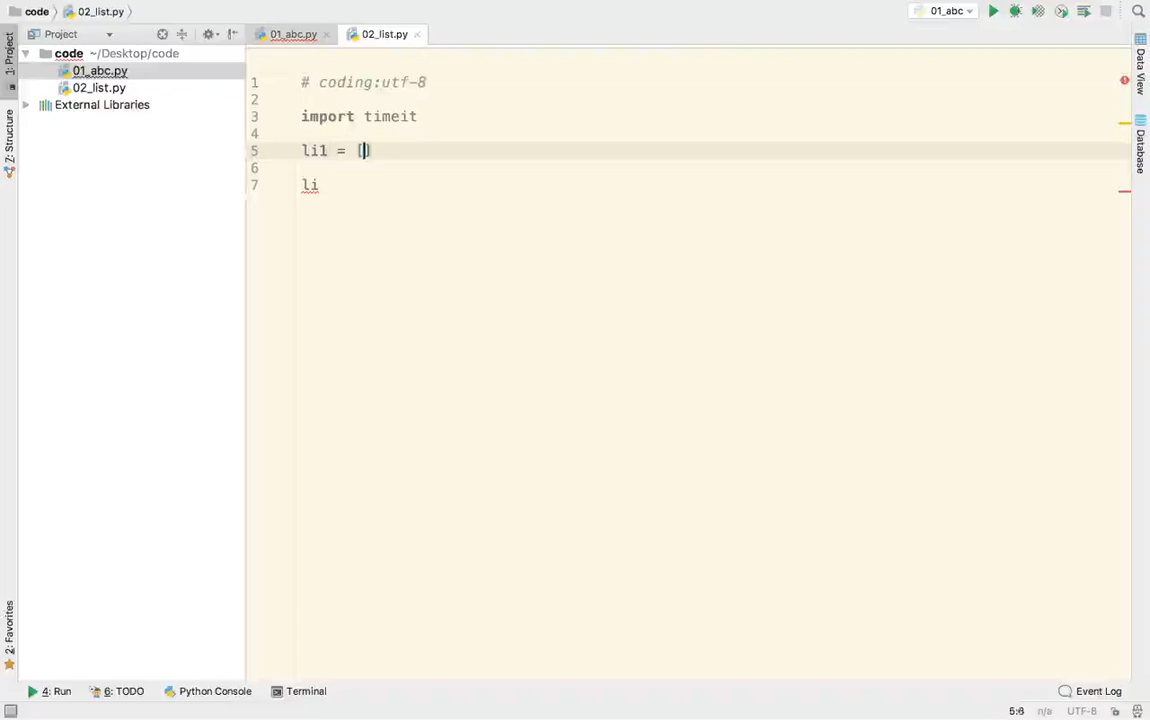 code 02_list.py
01_abc
1: Project
Project
01_abc.py 02_list.py
code ~/Desktop/code
01_abc.py
02_list.py
External Libraries
Z: Structure
2: Favorites
1 # coding:utf-8
2
3 import timeit
4
5 li1 = []
6
7 li
Data View
Database
4: Run 6: TODO Python Console Terminal Event Log
5:6 n/a UTF-8